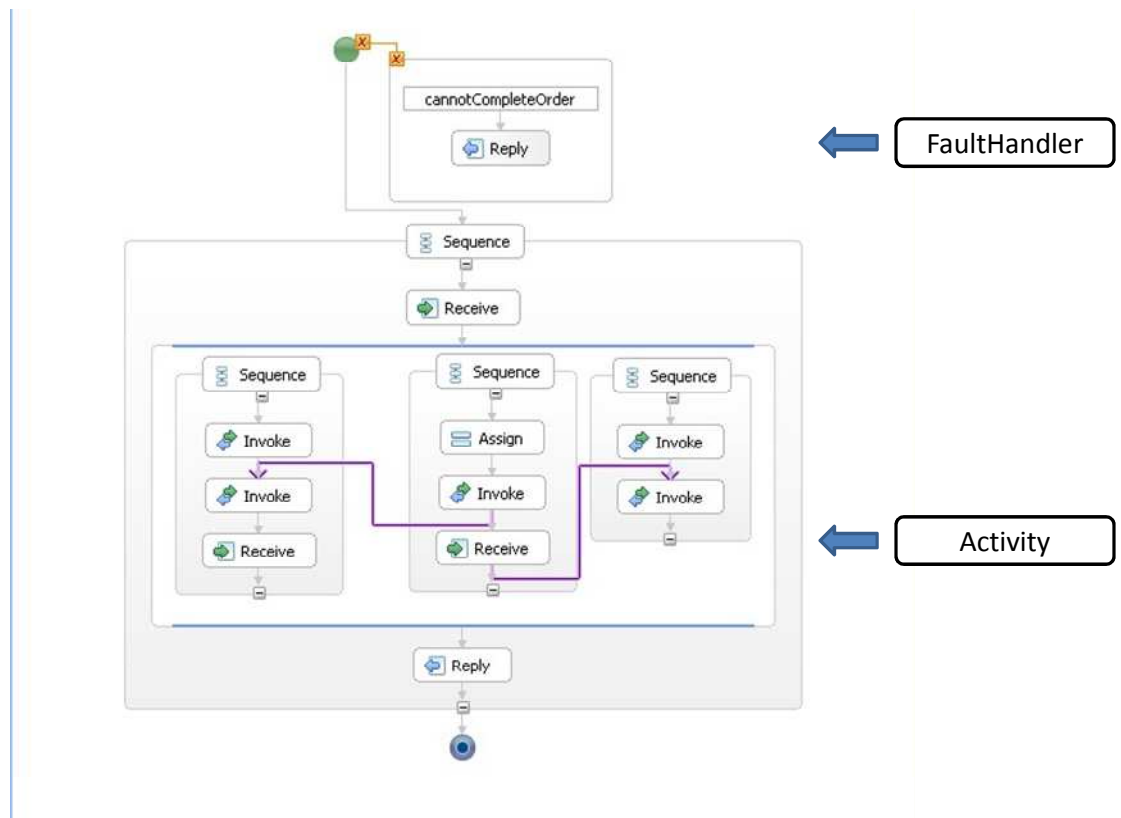 cannotCompleteOrder
Reply
FaultHandler
Sequence
Receive
Sequence
Sequence
Sequence
Invoke
Assign
Invoke
Invoke
Invoke
Invoke
Receive
Receive
Activity
Reply